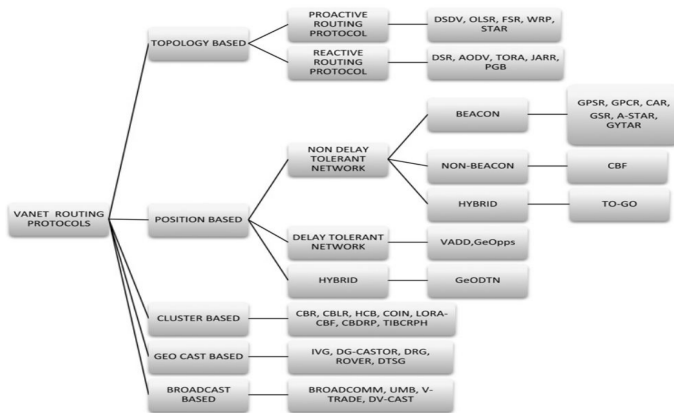 VANET ROUTING
PROTOCOLS
TOPOLOGY BASED
PROACTIVE
ROUTING
PROTOCOL
DSDV, OLSR, FSR, WRP,
STAR
REACTIVE
ROUTING
PROTOCOL
DSR, AODV, TORA, JARR,
PGB
POSITION BASED
NON DELAY
TOLERANT
NETWORK
BEACON
GPSR, GPCR, CAR,
GSR, A-STAR,
GYTAR
NON-BEACON
CBF
HYBRID
TO-GO
DELAY TOLERANT
NETWORK
VADD,GeOpps
HYBRID
GeODTN
CLUSTER BASED
CBR, CBLR, HCB, COIN, LORA-
CBF, CBDRP, TIBCRPH
GEO CAST BASED
IVG, DG-CASTOR, DRG,
ROVER, DTSG
BROADCAST
BASED
BROADCOMM, UMB, V-
TRADE, DV-CAST